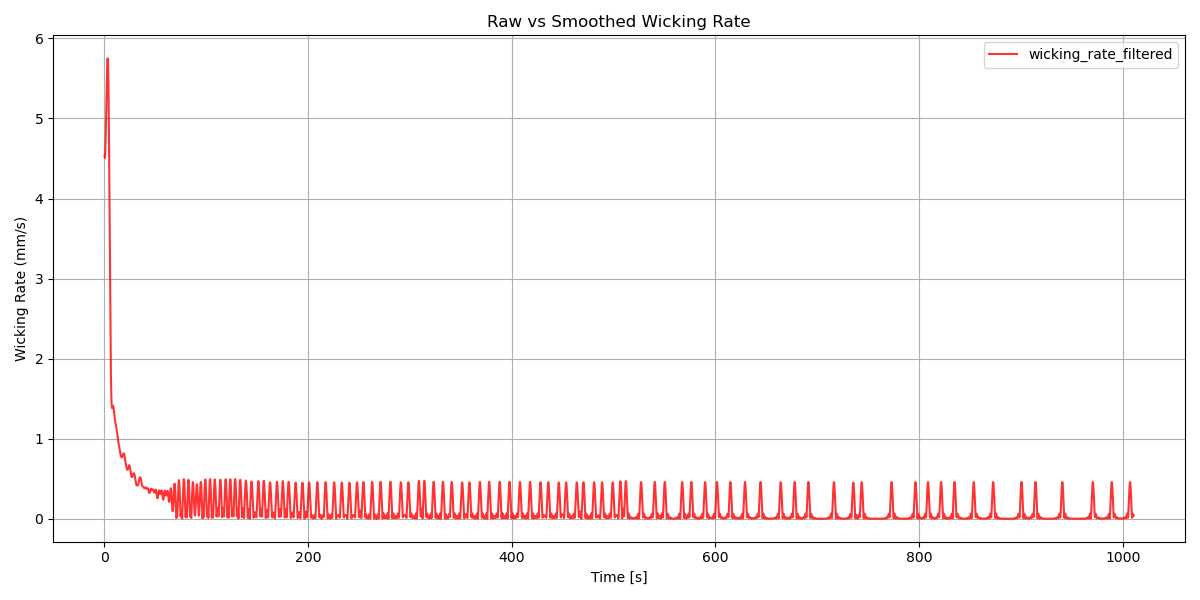 Raw vs Smoothed Wicking Rate
wicking_rate_filtered
Wicking Rate (mm/s)
6
5
4
3
2
1
0
0 200 400 600 800 1000
Time [s]